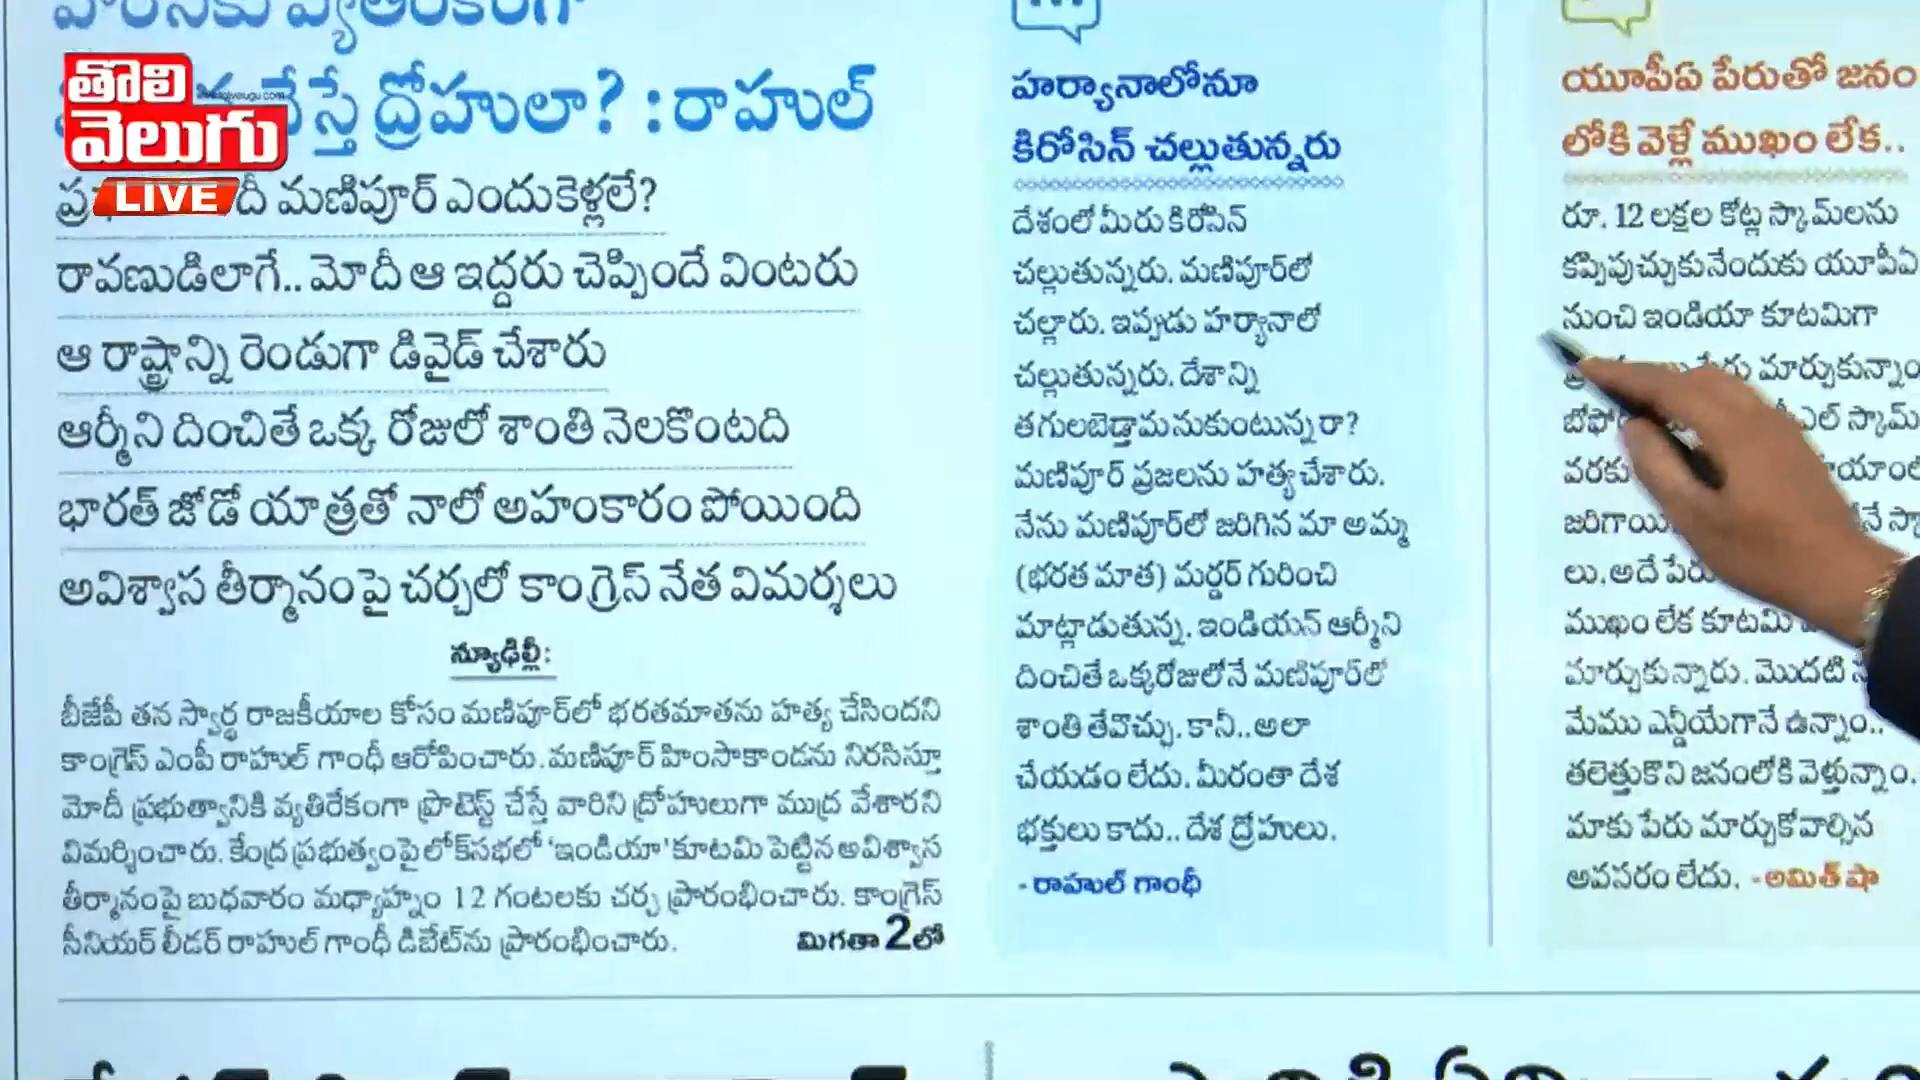 తొలి
వెలుగు
LIVE
ద్రోహులా? : రాహుల్
మణిపూర్ ఎందుకెళ్లలే?
రావణుడిలాగే.. మోదీ ఆ ఇద్దరు చెప్పిందే వింటరు
ఆ రాష్ట్రాన్ని రెండుగా డివైడ్ చేశారు
ఆర్మీని దించితే ఒక్క రోజులో శాంతి నెలకొంటది
భారత్ జోడో యాత్రతో నాలో అహంకారం పోయింది
అవిశ్వాస తీర్మానంపై చర్చలో కాంగ్రెస్ నేత విమర్శలు
న్యూఢిల్లీ:
బీజేపీ తన స్వార్థ రాజకీయాల కోసం మణిపూర్‌లో భరతమాతను హత్య చేసిందని
కాంగ్రెస్ ఎంపీ రాహుల్ గాంధీ ఆరోపించారు. మణిపూర్ హింసాకాండను నిరసిస్తూ
మోదీ ప్రభుత్వానికి వ్యతిరేకంగా ప్రొటెస్ట్ చేస్తే వారిని ద్రోహులుగా ముద్ర వేశారని
విమర్శించారు. కేంద్ర ప్రభుత్వంపై లోక్‌సభలో 'ఇండియా' కూటమి పెట్టిన అవిశ్వాస
తీర్మానంపై బుధవారం మధ్యాహ్నం 12 గంటలకు చర్చ ప్రారంభించారు. కాంగ్రెస్
సీనియర్ లీడర్ రాహుల్ గాంధీ డిబేట్‌ను ప్రారంభించారు. మిగతా 2లో
హర్యానాలోనూ
కిరోసిన్ చల్లుతున్నరు
దేశంలో మీరు కిరోసిన్
చల్లుతున్నరు. మణిపూర్‌లో
చల్లారు. ఇప్పుడు హర్యానాలో
చల్లుతున్నరు. దేశాన్ని
తగులబెడ్తామనుకుంటున్నరా?
మణిపూర్ ప్రజలను హత్య చేశారు.
నేను మణిపూర్‌లో జరిగిన మా అమ్మ
(భరత మాత) మర్డర్ గురించి
మాట్లాడుతున్న. ఇండియన్ ఆర్మీని
దించితే ఒక్కరోజులోనే మణిపూర్‌లో
శాంతి తేవొచ్చు. కానీ.. అలా
చేయడం లేదు. మీరంతా దేశ
భక్తులు కాదు.. దేశ ద్రోహులు.
- రాహుల్ గాంధీ
యూపీఏ పేరుతో జనం
లోకి వెళ్లే ముఖం లేక..
రూ. 12 లక్షల కోట్ల స్కామ్‌లను
కప్పిపుచ్చుకునేందుకు యూపీఏ
నుంచి ఇండియా కూటమిగా
మార్చుకున్నాం
స్కామ్
వరకు
లు. అదే
ముఖం లేక కూటమి
మార్చుకున్నారు. మొదటి
మేము ఎన్డీయేగానే ఉన్నాం..
తలెత్తుకొని జనంలోకి వెళ్తున్నాం.
మాకు పేరు మార్చుకోవాల్సిన
అవసరం లేదు. - అమిత్ షా